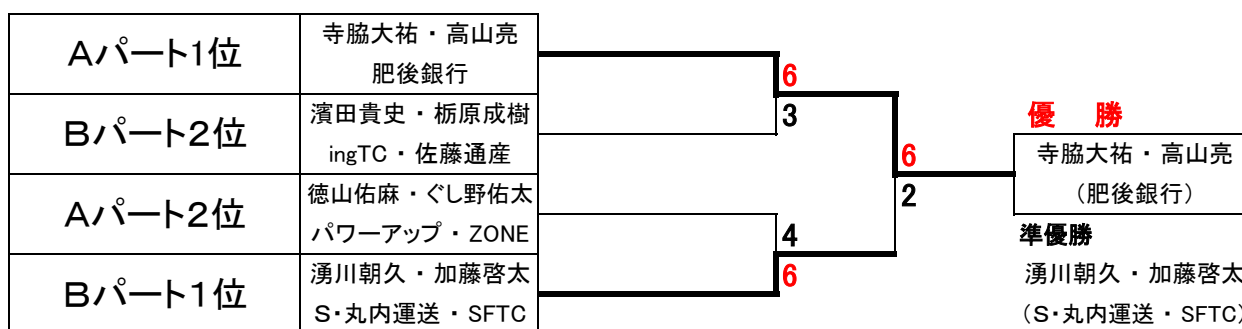 Aパート1位
寺脇大祐・高山亮
肥後銀行
6
Bパート2位
濱田貴史・栃原成樹
ingTC・佐藤通産
3
Aパート2位
徳山佑麻・ぐし野佑太
パワーアップ・ZONE
4
Bパート1位
湧川朝久・加藤啓太
S・丸内運送・SFTC
6
6
2
優　勝
寺脇大祐・高山亮
(肥後銀行)
準優勝
湧川朝久・加藤啓太
(S・丸内運送・SFTC)